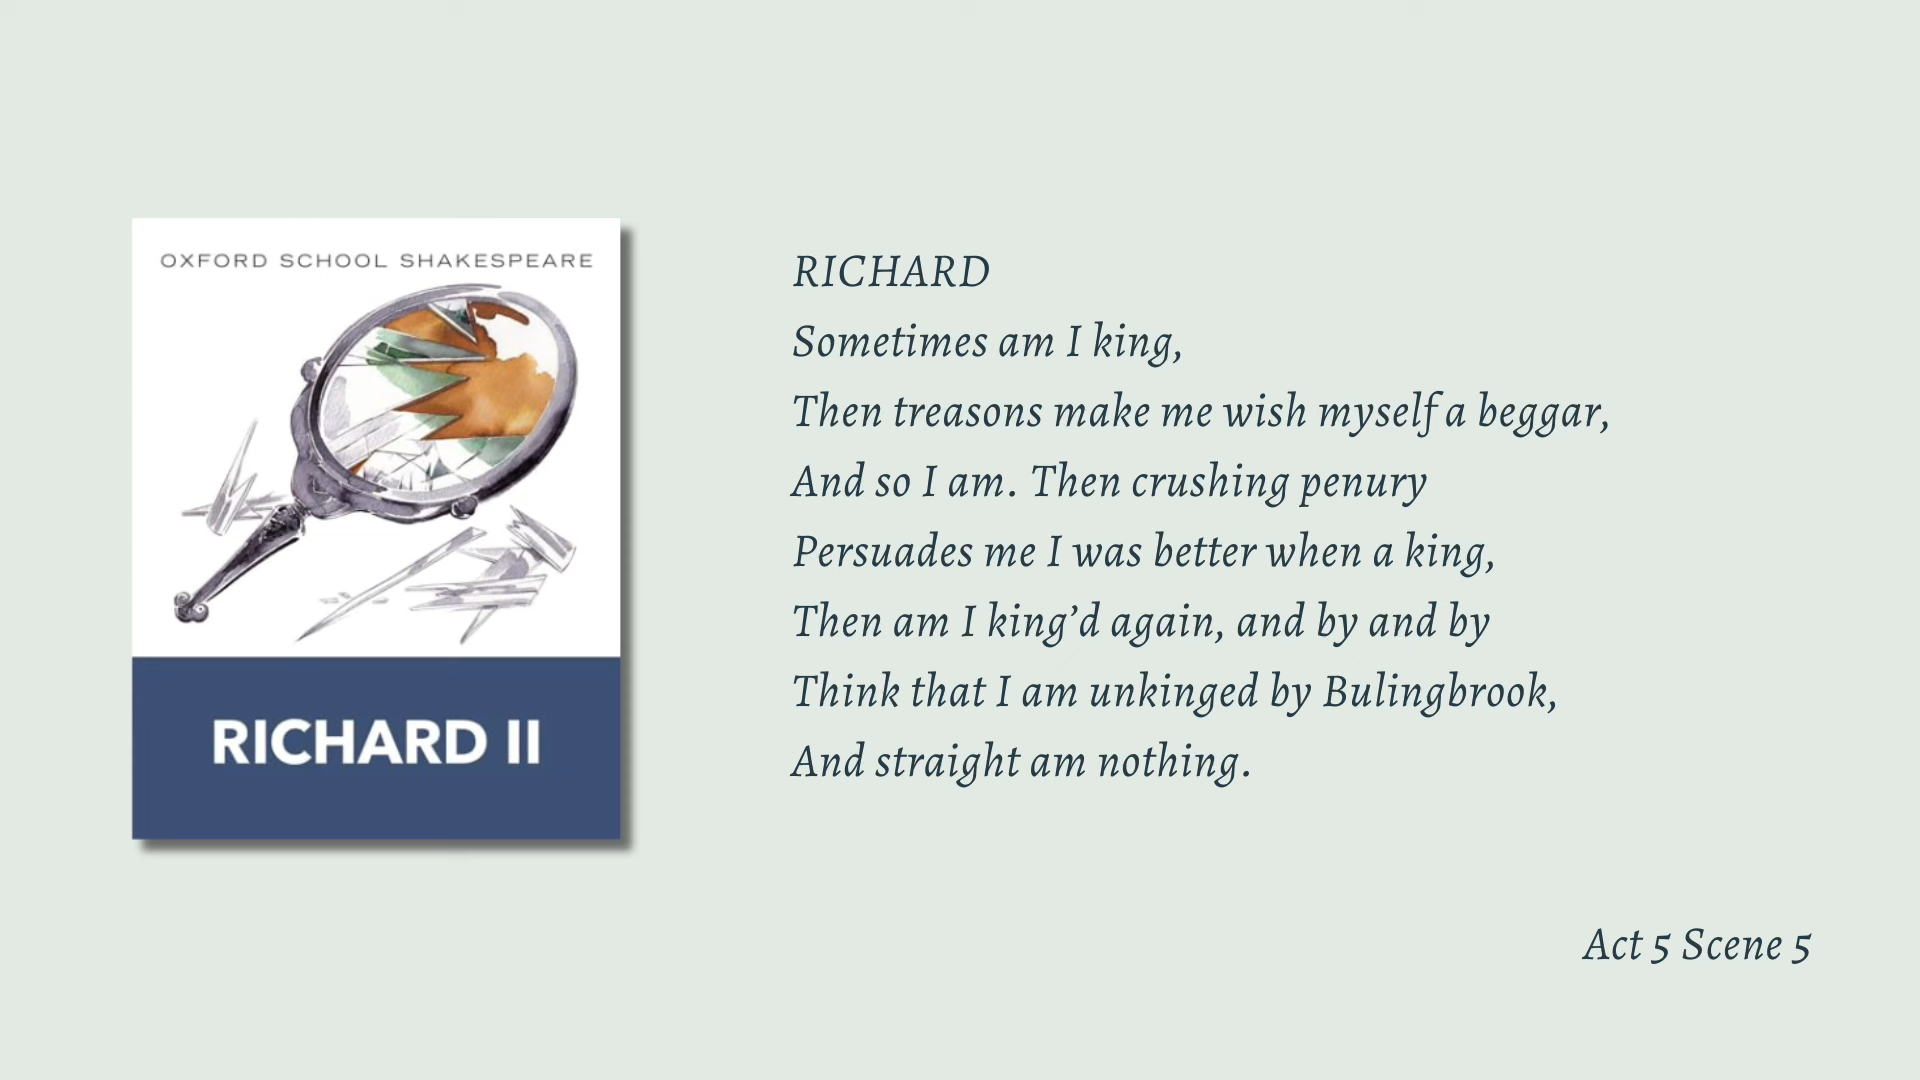 OXFORD SCHOOL SHAKESPEARE
RICHARD II
RICHARD
Sometimes am I king,
Then treasons make me wish myself a beggar,
And so I am. Then crushing penury
Persuades me I was better when a king,
Then am I king’d again, and by and by
Think that I am unkinged by Bulingbrook,
And straight am nothing.
Act 5 Scene 5